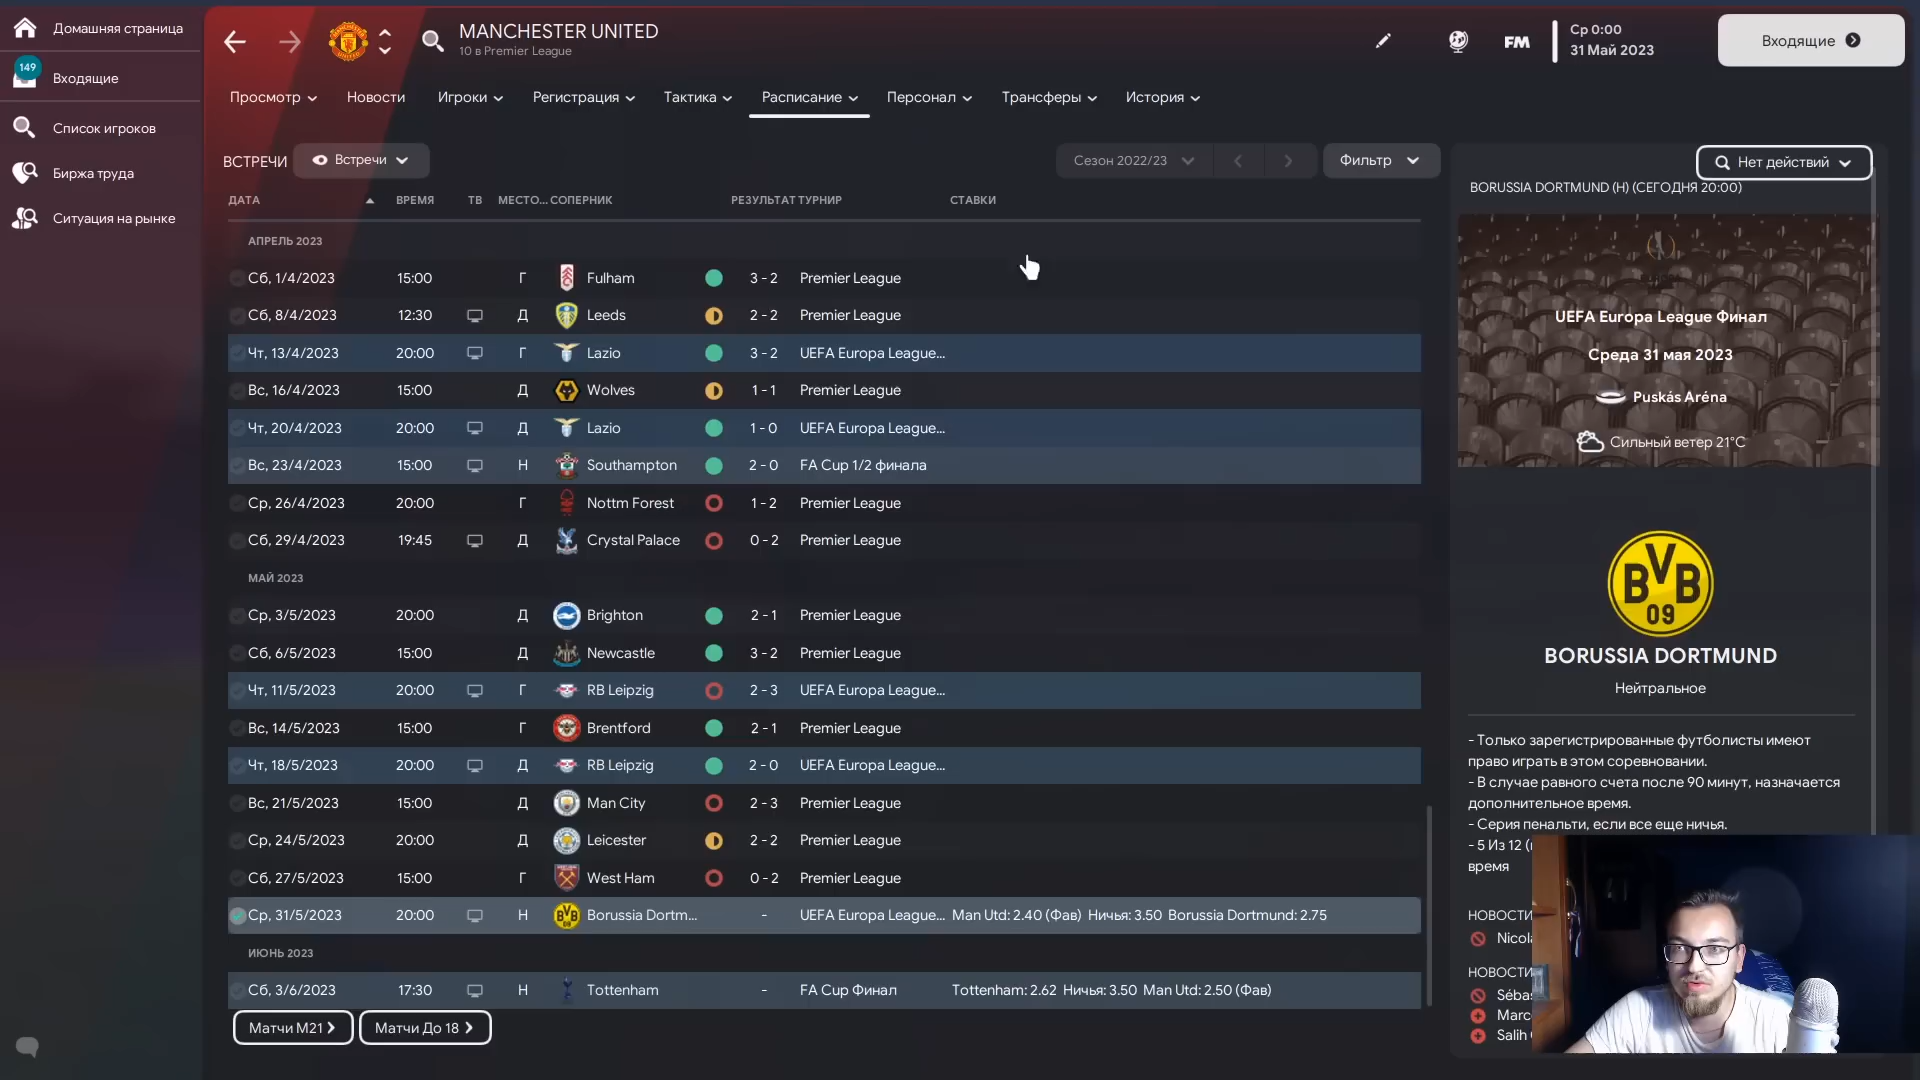 Домашняя страница
149
Входящие
Список игроков
Биржа труда
Ситуация на рынке
MANCHESTER UNITED
10 в Premier League
FM
Ср 0:00
31 Май 2023
Входящие
Просмотр Новости Игроки Регистрация Тактика Расписание Персонал Трансферы История
ВСТРЕЧИ Встречи Сезон 2022/23 Фильтр
ДАТА ВРЕМЯ ТВ МЕСТО... СОПЕРНИК РЕЗУЛЬТАТ ТУРНИР СТАВКИ
АПРЕЛЬ 2023
Сб, 1/4/2023 15:00 Г Fulham 3 - 2 Premier League
Сб, 8/4/2023 12:30 Д Leeds 2 - 2 Premier League
Чт, 13/4/2023 20:00 Г Lazio 3 - 2 UEFA Europa League...
Вс, 16/4/2023 15:00 Д Wolves 1 - 1 Premier League
Чт, 20/4/2023 20:00 Д Lazio 1 - 0 UEFA Europa League...
Вс, 23/4/2023 15:00 Н Southampton 2 - 0 FA Cup 1/2 финала
Ср, 26/4/2023 20:00 Г Nottm Forest 1 - 2 Premier League
Сб, 29/4/2023 19:45 Д Crystal Palace 0 - 2 Premier League
МАЙ 2023
Ср, 3/5/2023 20:00 Д Brighton 2 - 1 Premier League
Сб, 6/5/2023 15:00 Д Newcastle 3 - 2 Premier League
Чт, 11/5/2023 20:00 Г RB Leipzig 2 - 3 UEFA Europa League...
Вс, 14/5/2023 15:00 Г Brentford 2 - 1 Premier League
Чт, 18/5/2023 20:00 Д RB Leipzig 2 - 0 UEFA Europa League...
Вс, 21/5/2023 15:00 Д Man City 2 - 3 Premier League
Ср, 24/5/2023 20:00 Д Leicester 2 - 2 Premier League
Сб, 27/5/2023 15:00 Г West Ham 0 - 2 Premier League
Ср, 31/5/2023 20:00 Н Borussia Dortm... - UEFA Europa League... Man Utd: 2.40 (Фав) Ничья: 3.50 Borussia Dortmund: 2.75
ИЮНЬ 2023
Сб, 3/6/2023 17:30 Н Tottenham - FA Cup Финал Tottenham: 2.62 Ничья: 3.50 Man Utd: 2.50 (Фав)
Матчи М21 Матчи До 18
Нет действий
BORUSSIA DORTMUND (Н) (СЕГОДНЯ 20:00)
UEFA Europa League Финал
Среда 31 мая 2023
Puskás Aréna
Сильный ветер 21°C
BVB
09
BORUSSIA DORTMUND
Нейтральное
- Только зарегистрированные футболисты имеют
право играть в этом соревновании.
- В случае равного счета после 90 минут, назначается
дополнительное время.
- Серия пенальти, если все еще ничья.
- 5 Из 12 (
время
НОВОСТИ
Nicol
НОВОСТИ
Sébas
Marc
Salih